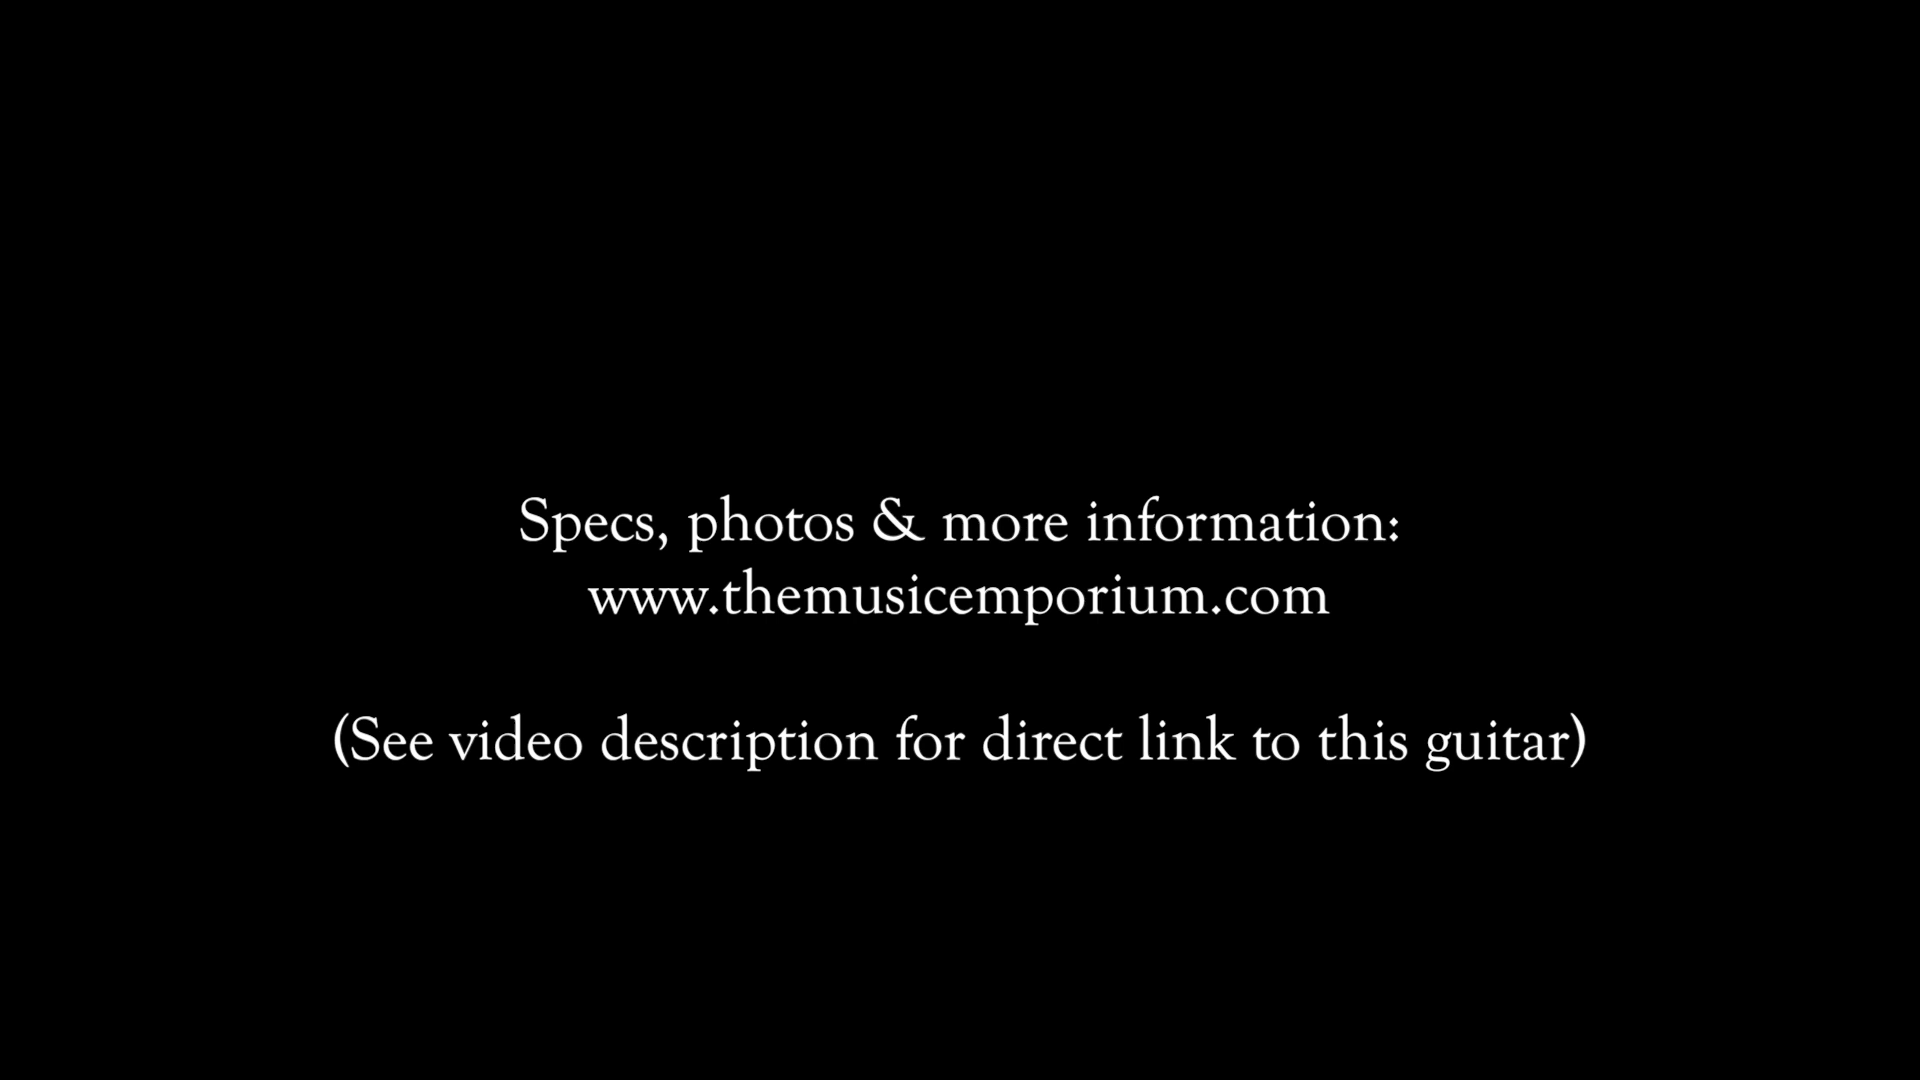 Specs, photos & more information:
www.themusicemporium.com
(See video description for direct link to this guitar)